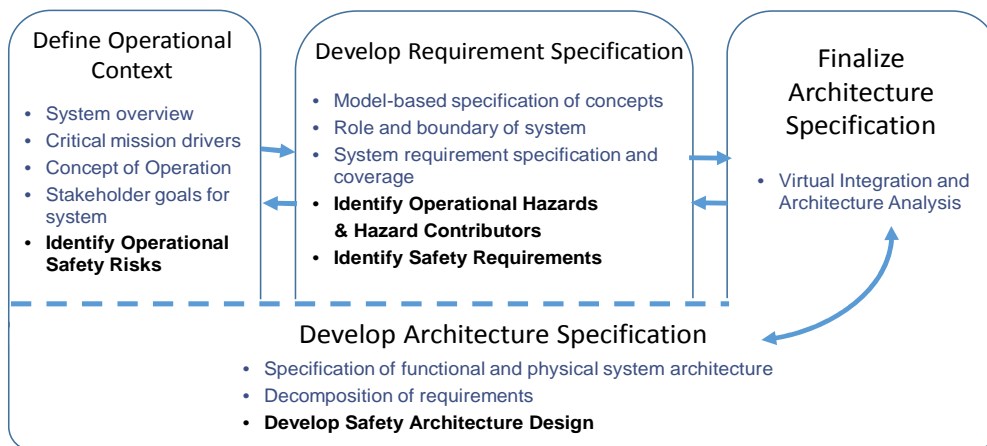 Define Operational
Context
• System overview
• Critical mission drivers
• Concept of Operation
• Stakeholder goals for
system
• Identify Operational
Safety Risks
Develop Requirement Specification
• Model-based specification of concepts
• Role and boundary of system
• System requirement specification and
coverage
• Identify Operational Hazards
& Hazard Contributors
• Identify Safety Requirements
Finalize
Architecture
Specification
• Virtual Integration and
Architecture Analysis
Develop Architecture Specification
• Specification of functional and physical system architecture
• Decomposition of requirements
• Develop Safety Architecture Design